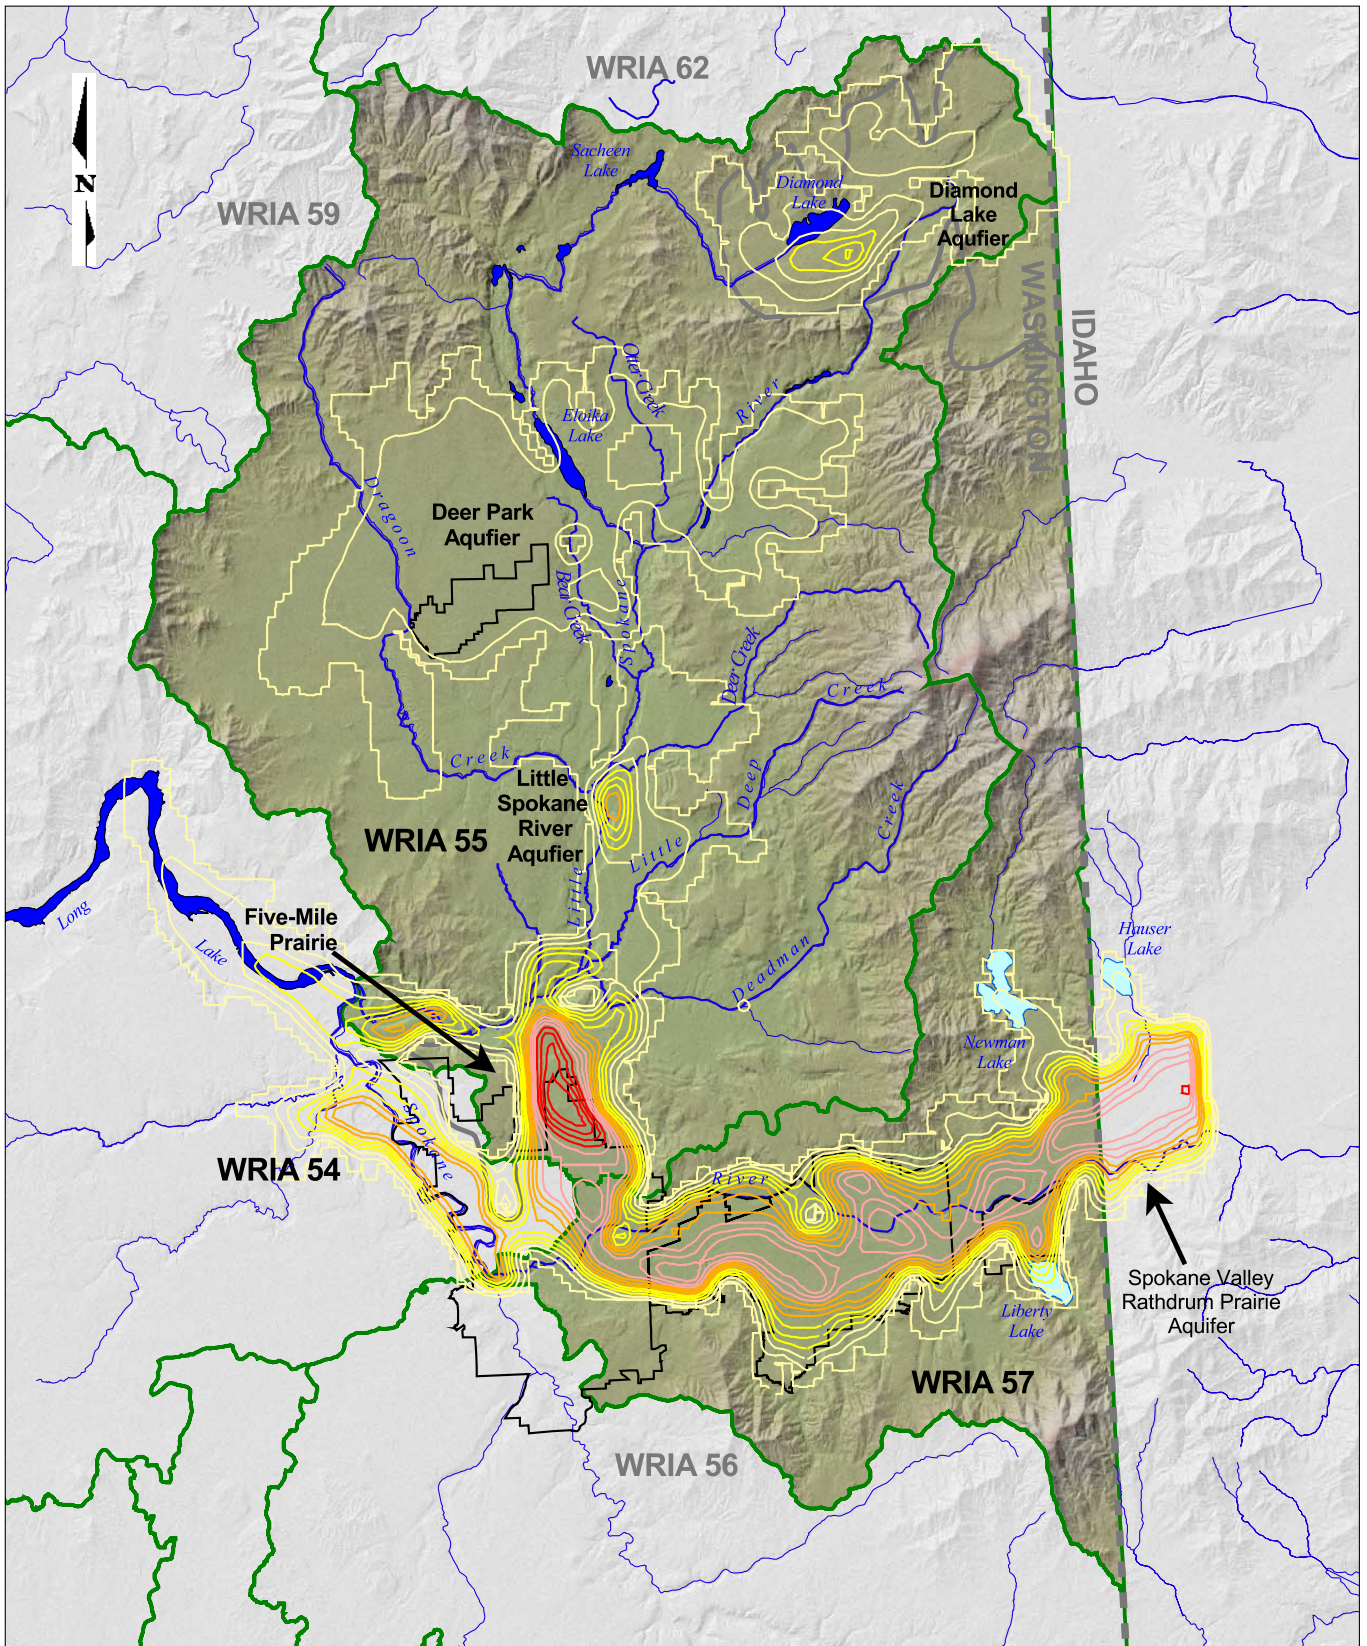 WRIA 62
Sacheen
Lake
N
WRIA 59
Diamond
Lake
Diamond
Lake
Aqufier
WASKINGTON
IDAHO
Otter Creek
River
Eloika
Lake
Dragoon
Deer Park
Aqufier
Bear Creek
Spokane
Deer Creek
Creek
Creek
Deep
Little
Spokane
River
Aqufier
Creek
WRIA 55
Little
Little
Long
Lake
Five-Mile
Prairie
Deadman
Hauser
Lake
Newman
Lake
Spokane
WRIA 54
River
Spokane Valley
Rathdrum Prairie
Aquifer
Liberty
Lake
WRIA 57
WRIA 56